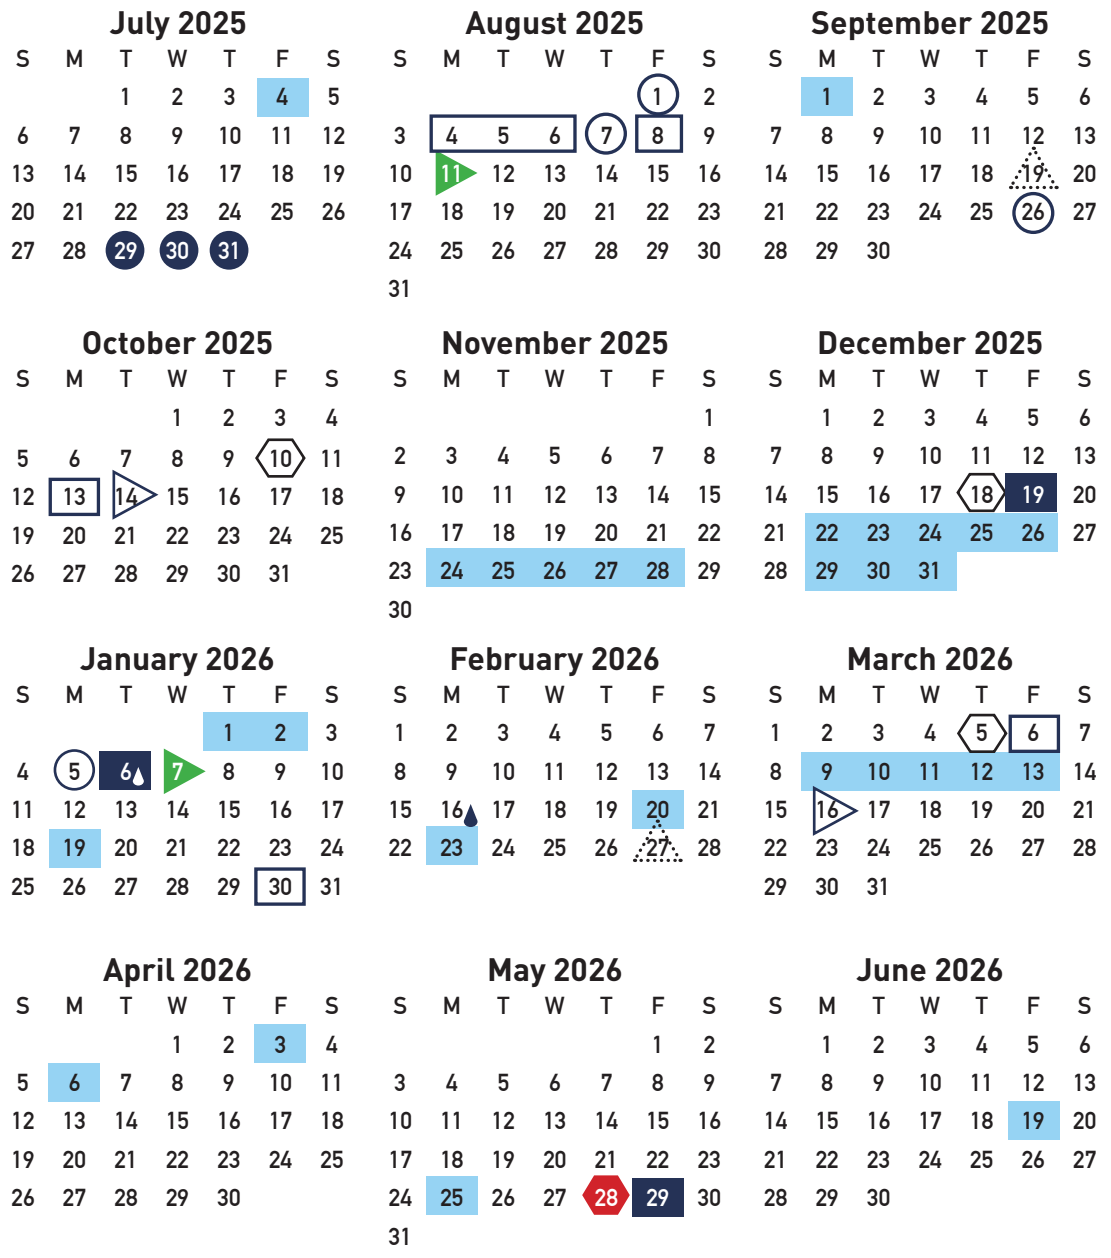 July 2025
S M T W T F S
1 2 3 4 5
6 7 8 9 10 11 12
13 14 15 16 17 18 19
20 21 22 23 24 25 26
27 28 29 30 31
August 2025
S M T W T F S
1 2
3 4 5 6 7 8 9
10 11 12 13 14 15 16
17 18 19 20 21 22 23
24 25 26 27 28 29 30
31
September 2025
S M T W T F S
1 2 3 4 5 6
7 8 9 10 11 12 13
14 15 16 17 18 19 20
21 22 23 24 25 26 27
28 29 30
October 2025
S M T W T F S
1 2 3 4
5 6 7 8 9 10 11
12 13 14 15 16 17 18
19 20 21 22 23 24 25
26 27 28 29 30 31
November 2025
S M T W T F S
1
2 3 4 5 6 7 8
9 10 11 12 13 14 15
16 17 18 19 20 21 22
23 24 25 26 27 28 29
30
December 2025
S M T W T F S
1 2 3 4 5 6
7 8 9 10 11 12 13
14 15 16 17 18 19 20
21 22 23 24 25 26 27
28 29 30 31
January 2026
S M T W T F S
1 2 3
4 5 6 7 8 9 10
11 12 13 14 15 16 17
18 19 20 21 22 23 24
25 26 27 28 29 30 31
February 2026
S M T W T F S
1 2 3 4 5 6 7
8 9 10 11 12 13 14
15 16 17 18 19 20 21
22 23 24 25 26 27 28
March 2026
S M T W T F S
1 2 3 4 5 6 7
8 9 10 11 12 13 14
15 16 17 18 19 20 21
22 23 24 25 26 27 28
29 30 31
April 2026
S M T W T F S
1 2 3 4
5 6 7 8 9 10 11
12 13 14 15 16 17 18
19 20 21 22 23 24 25
26 27 28 29 30
May 2026
S M T W T F S
1 2
3 4 5 6 7 8 9
10 11 12 13 14 15 16
17 18 19 20 21 22 23
24 25 26 27 28 29 30
31
June 2026
S M T W T F S
1 2 3 4 5 6
7 8 9 10 11 12 13
14 15 16 17 18 19 20
21 22 23 24 25 26 27
28 29 30